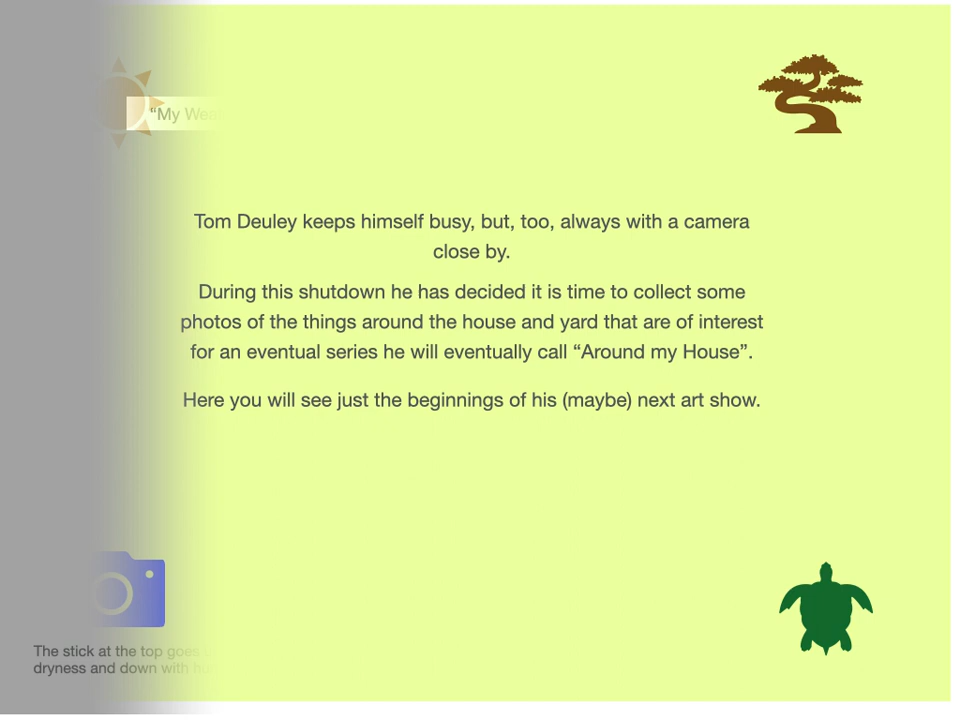 “My Wea
Tom Deuley keeps himself busy, but, too, always with a camera
close by.
During this shutdown he has decided it is time to collect some
photos of the things around the house and yard that are of interest
for an eventual series he will eventually call “Around my House”.
Here you will see just the beginnings of his (maybe) next art show.
The stick at the top goes
dryness and down with